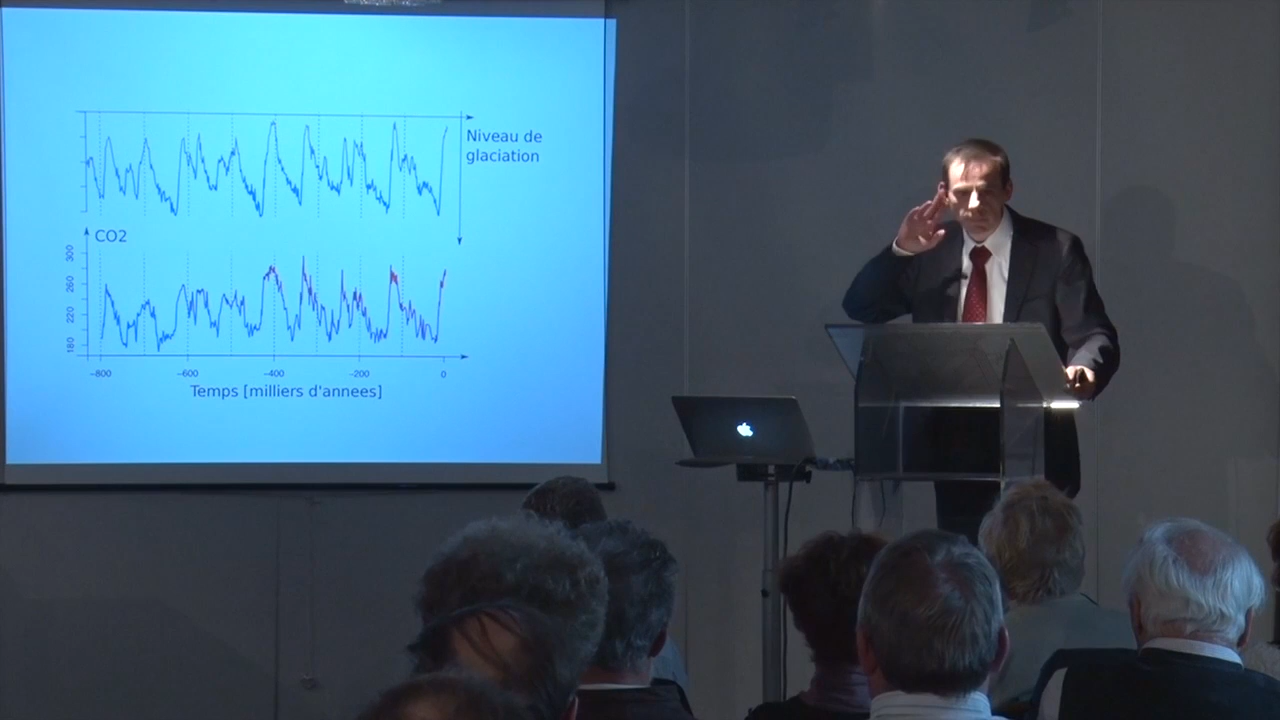 Niveau de
glaciation
CO2
300
260
220
180
−800
−600
−400
−200
0
Temps [milliers d'annees]